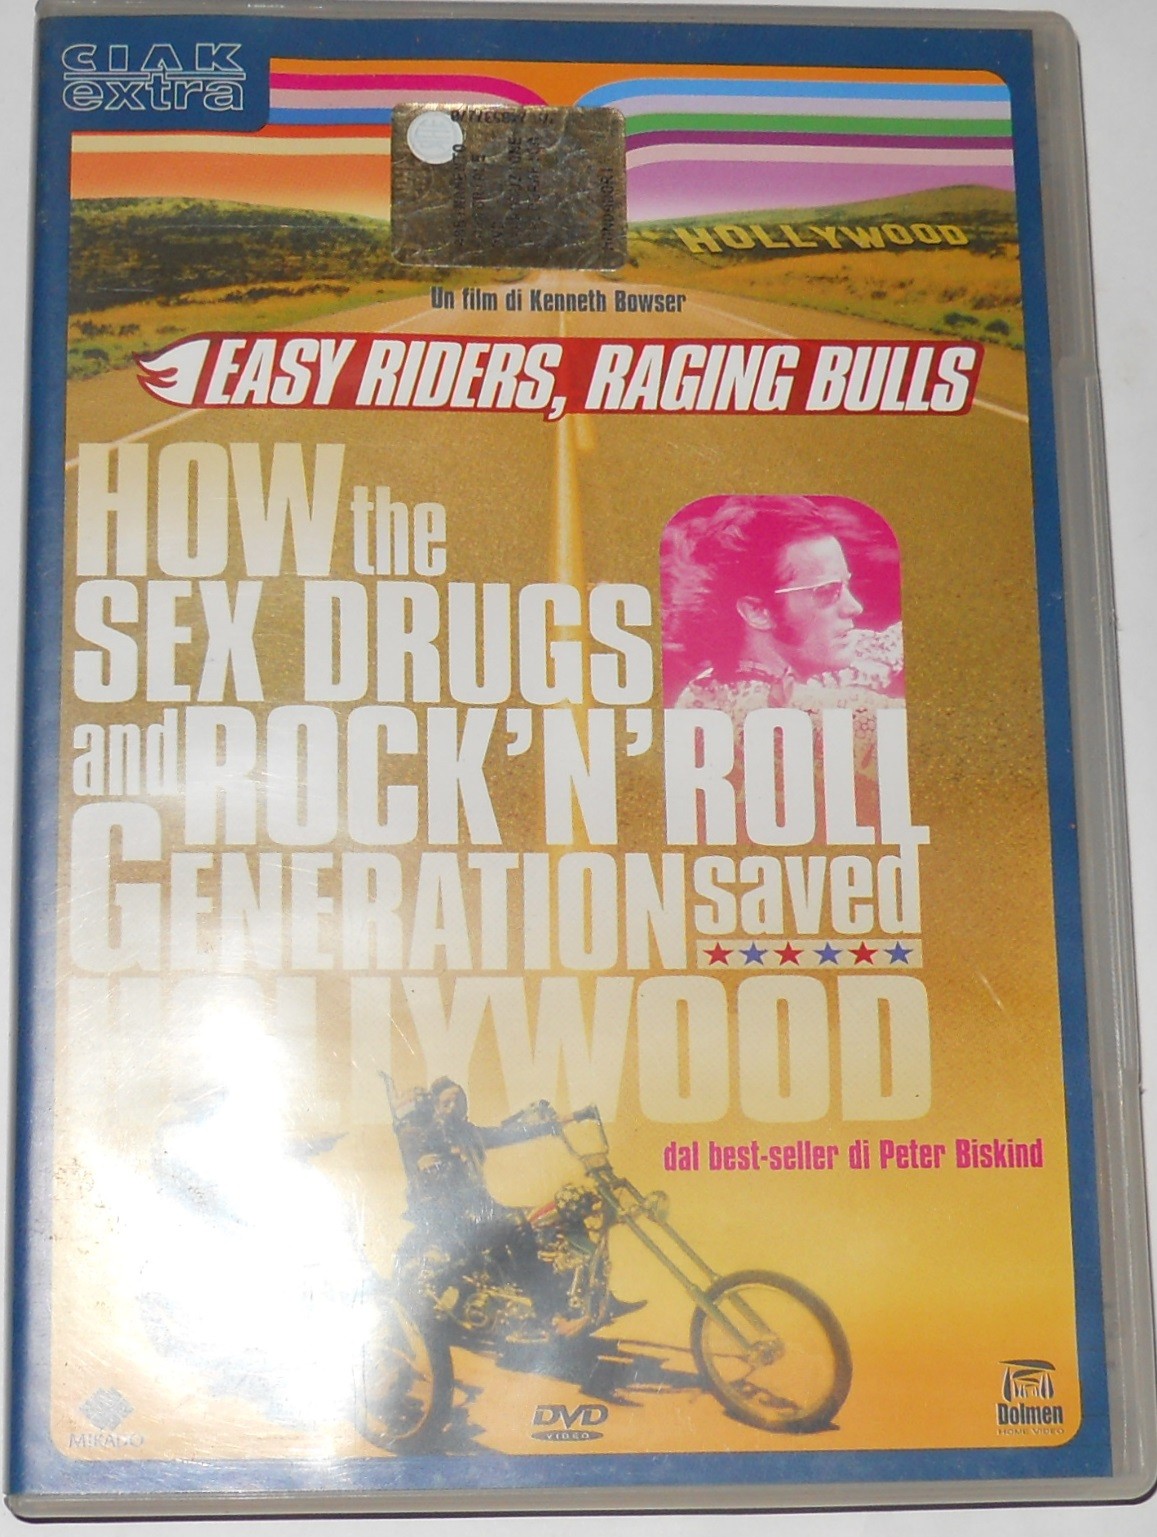 CIAK
extra
HOLLYWOOD
Un film di Kenneth Bowser
EASY RIDERS, RAGING BULLS
HOW the
SEX DRUGS
and ROCK'N'ROLL
GENERATION saved
HOLLYWOOD
dal best-seller di Peter Biskind
MIKADO
DVD
VIDEO
Dolmen
HOME VIDEO